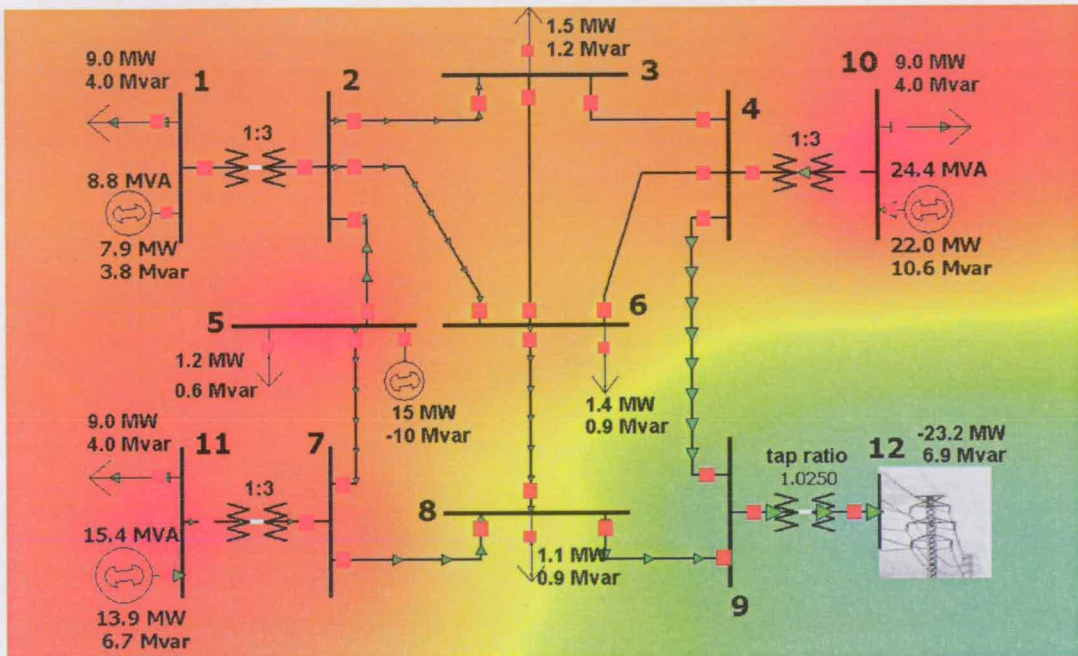 1.5 MW
1.2 Mvar
3
9.0 MW
4.0 Mvar
1
2
1:3
8.8 MVA
7.9 MW
3.8 Mvar
4
1:3
10
9.0 MW
4.0 Mvar
24.4 MVA
22.0 MW
10.6 Mvar
5
1.2 MW
0.6 Mvar
15 MW
-10 Mvar
6
1.4 MW
0.9 Mvar
9.0 MW
4.0 Mvar
11
7
1:3
15.4 MVA
13.9 MW
6.7 Mvar
8
1.1 MW
0.9 Mvar
tap ratio
1.0250
12
-23.2 MW
6.9 Mvar
9